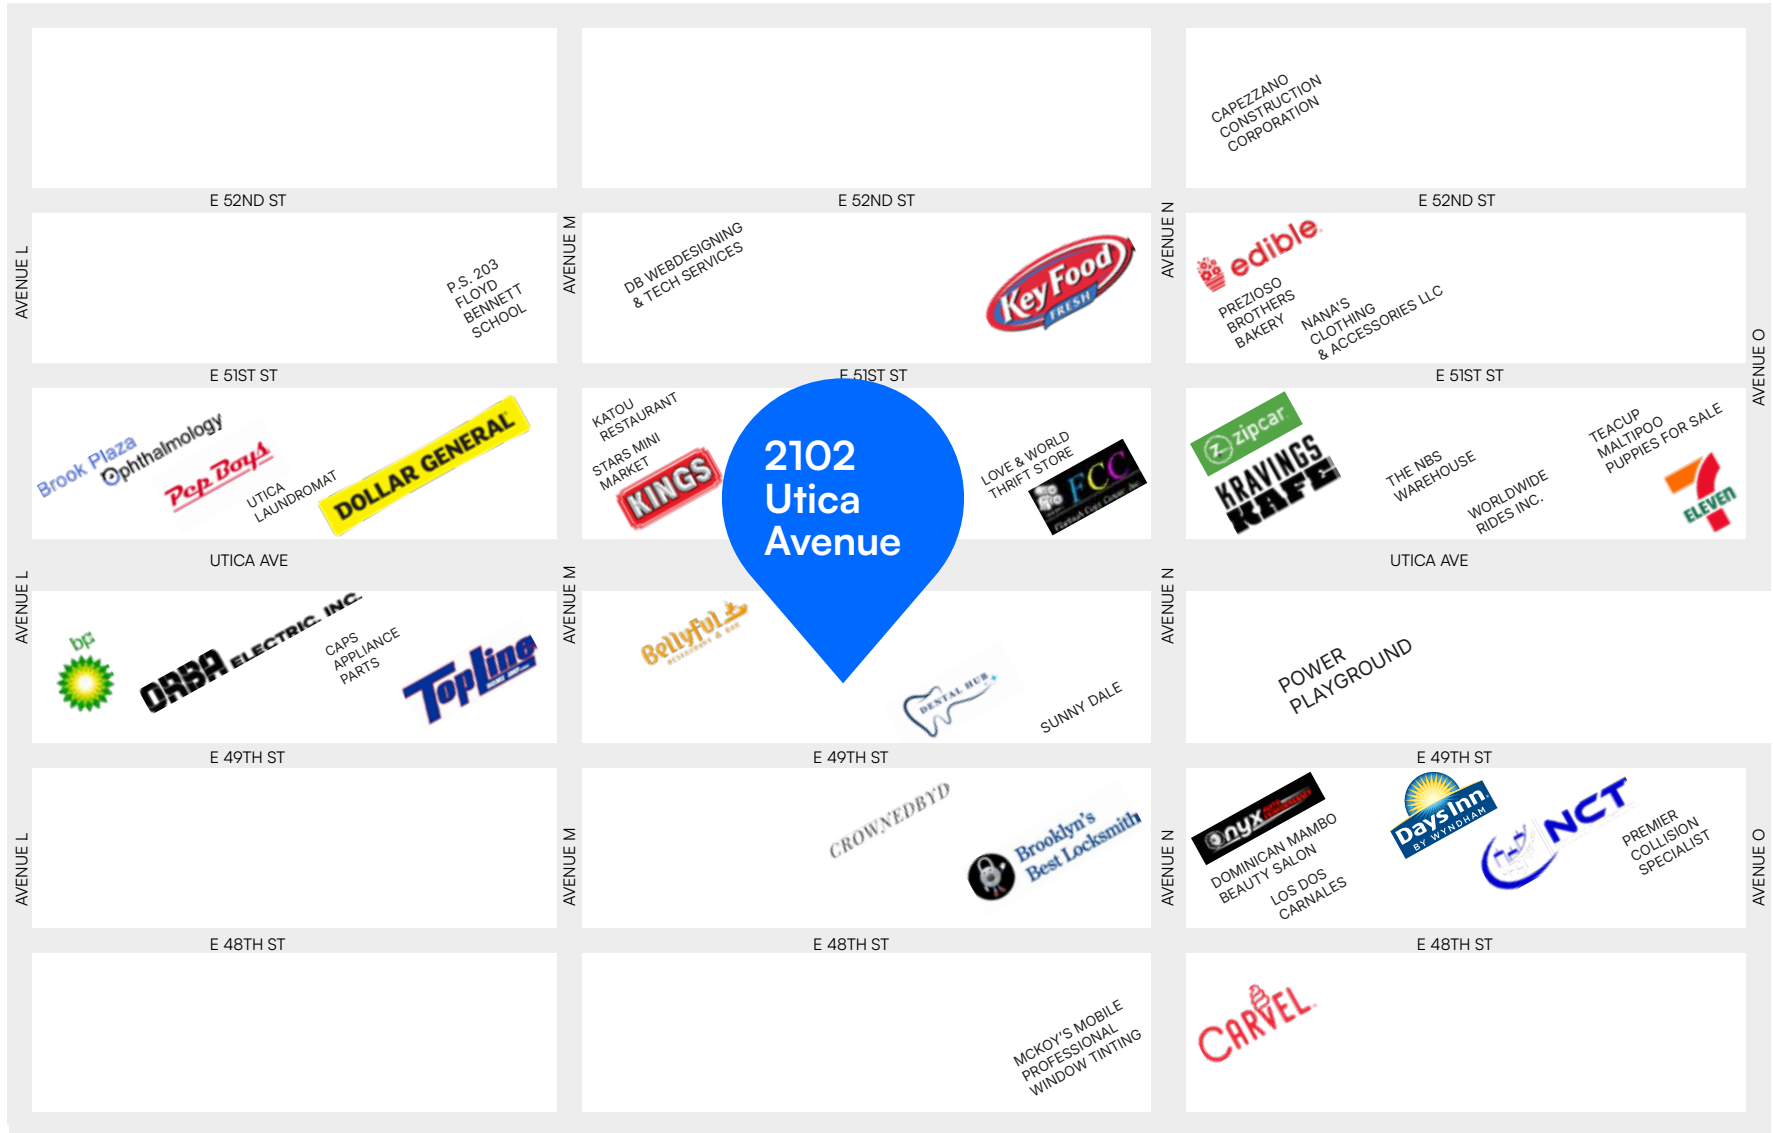 CAPEZZANO
CONSTRUCTION
CORPORATION
E 52ND ST
E 52ND ST
E 52ND ST
AVENUE L
P.S. 203
FLOYD
BENNETT
SCHOOL
AVENUE M
DB WEBDESIGNING
& TECH SERVICES
Key Food
FRESH
AVENUE N
edible
PREZIOSO
BROTHERS
BAKERY
NANA'S
CLOTHING
& ACCESSORIES LLC
AVENUE O
E 51ST ST
E 51ST ST
E 51ST ST
Brook Plaza
Ophthalmology
Pep Boys
UTICA
LAUNDROMAT
DOLLAR GENERAL
KATOU
RESTAURANT
STARS MINI
MARKET
KINGS
2102
Utica
Avenue
LOVE & WORLD
THRIFT STORE
FCC
zipcar
KRAVINGS
KAFE
THE NBS
WAREHOUSE
WORLDWIDE
RIDES INC.
TEACUP
MALTIPOO
PUPPIES FOR SALE
7
ELEVEN
UTICA AVE
UTICA AVE
AVENUE L
bp
ORBA ELECTRIC. INC.
CAPS
APPLIANCE
PARTS
TopLine
AVENUE M
Bellyful
RESTAURANT & BAR
DENTAL HUB
SUNNY DALE
AVENUE N
POWER
PLAYGROUND
E 49TH ST
E 49TH ST
E 49TH ST
AVENUE L
AVENUE M
CROWNEDBYD
Brooklyn's
Best Locksmith
AVENUE N
Onyx
DOMINICAN MAMBO
BEAUTY SALON
LOS DOS
CARNALES
Days Inn
BY WYNDHAM
NCT
PREMIER
COLLISION
SPECIALIST
AVENUE O
E 48TH ST
E 48TH ST
E 48TH ST
MCKOY'S MOBILE
PROFESSIONAL
WINDOW TINTING
CARVEL